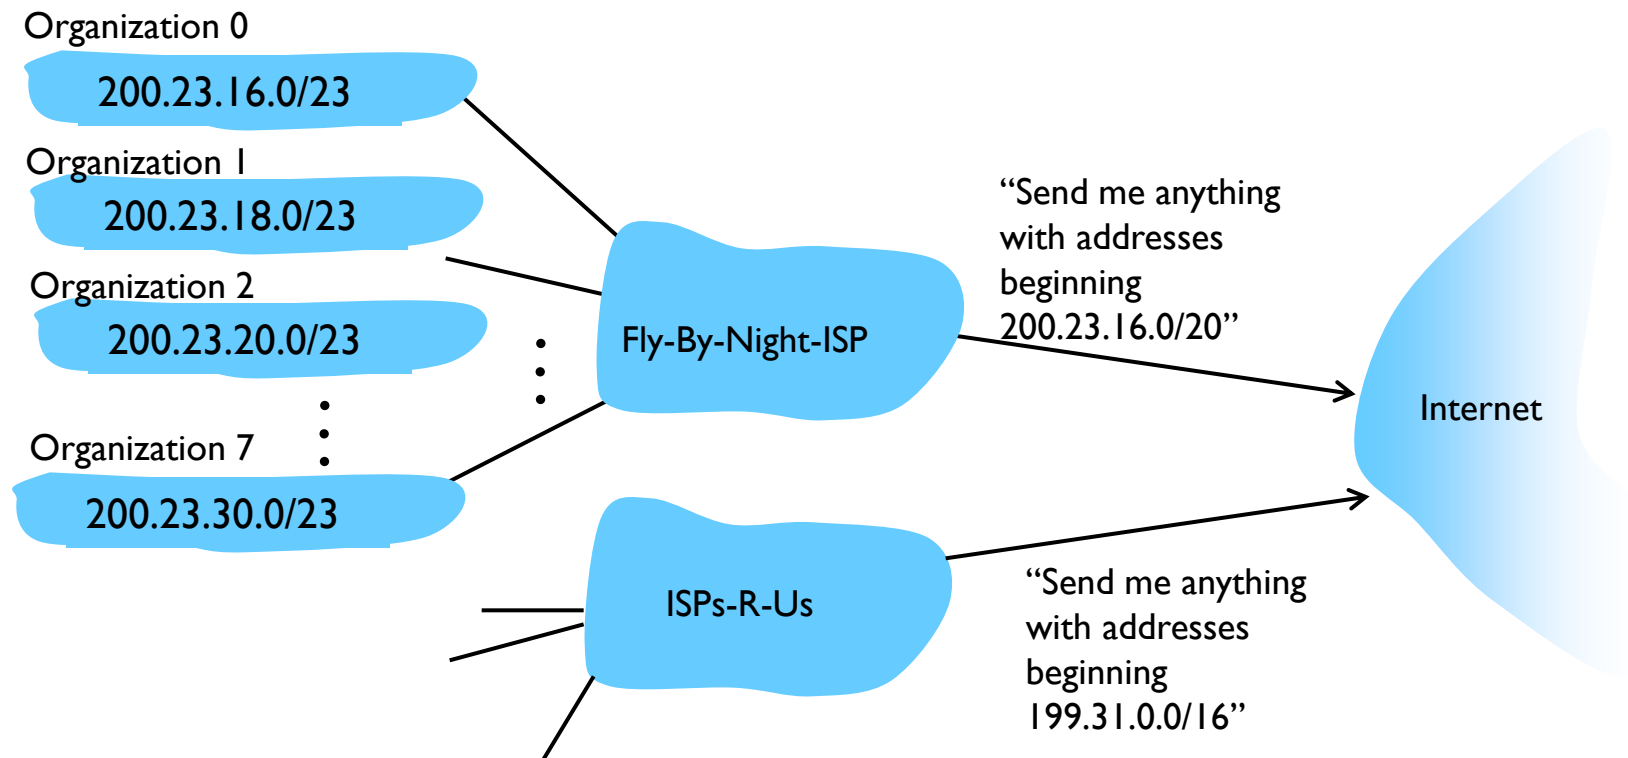 Organization 0
200.23.16.0/23
Organization 1
200.23.18.0/23
Organization 2
200.23.20.0/23
Organization 7
200.23.30.0/23
Fly-By-Night-ISP
“Send me anything
with addresses
beginning
200.23.16.0/20”
Internet
ISPs-R-Us
“Send me anything
with addresses
beginning
199.31.0.0/16”